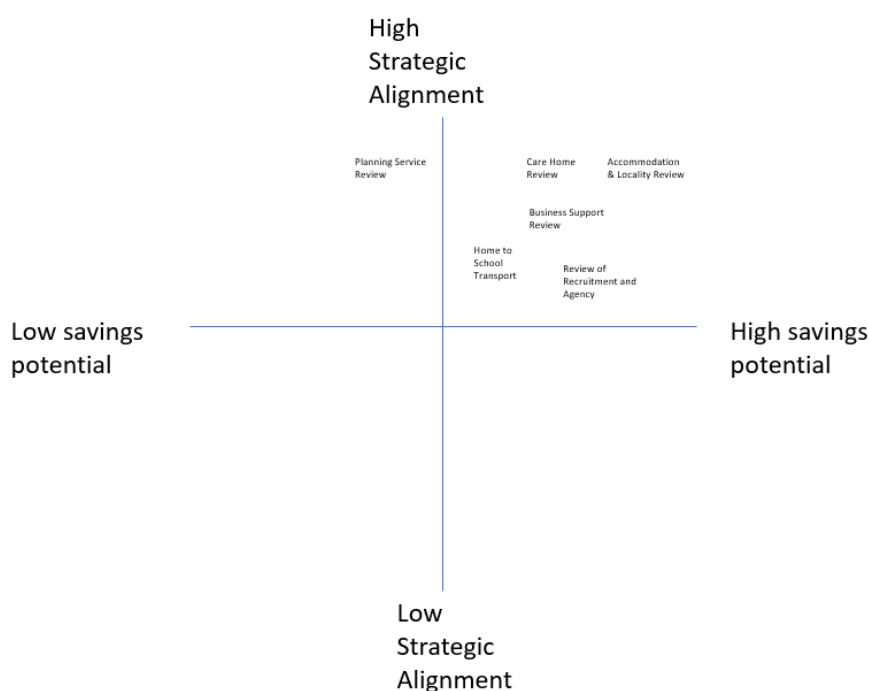 High
Strategic
Alignment
Planning Service
Review
Care Home
Review
Accommodation
& Locality Review
Business Support
Review
Home to
School
Transport
Review of
Recruitment and
Agency
Low savings
potential
High savings
potential
Low
Strategic
Alignment